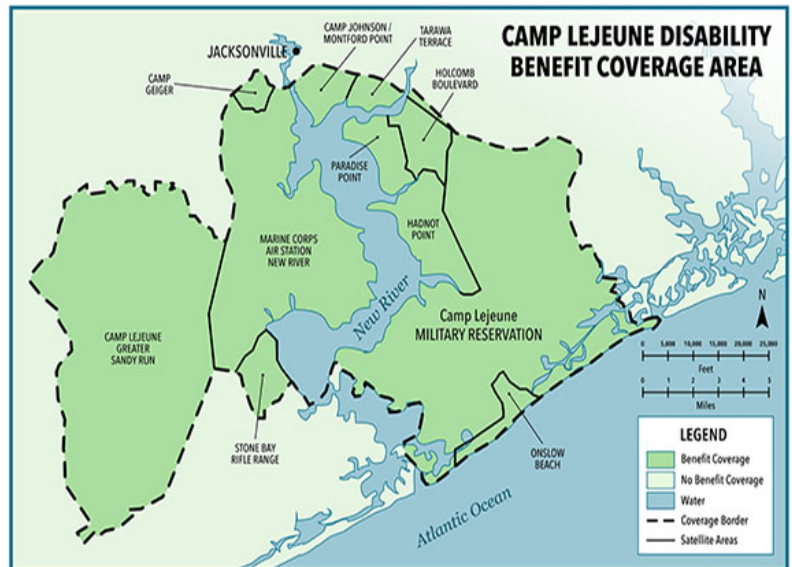 CAMP LEJEUNE DISABILITY
BENEFIT COVERAGE AREA
CAMP JOHNSON /
MONTFORD POINT
TARAWA
TERRACE
JACKSONVILLE
HOLCOMB
BOULEVARD
CAMP
GEIGER
PARADISE
POINT
HADNOT
POINT
MARINE CORPS
AIR STATION
NEW RIVER
New River
Camp Lejeune
MILITARY RESERVATION
CAMP LEJEUNE
GREATER
SANDY RUN
STONE BAY
RIFLE RANGE
ONSLOW
BEACH
Atlantic Ocean
N
0 5,000 10,000 15,000 20,000 25,000
Feet
0 1 2 3 4 5
Miles
LEGEND
Benefit Coverage
No Benefit Coverage
Water
Coverage Border
Satellite Areas